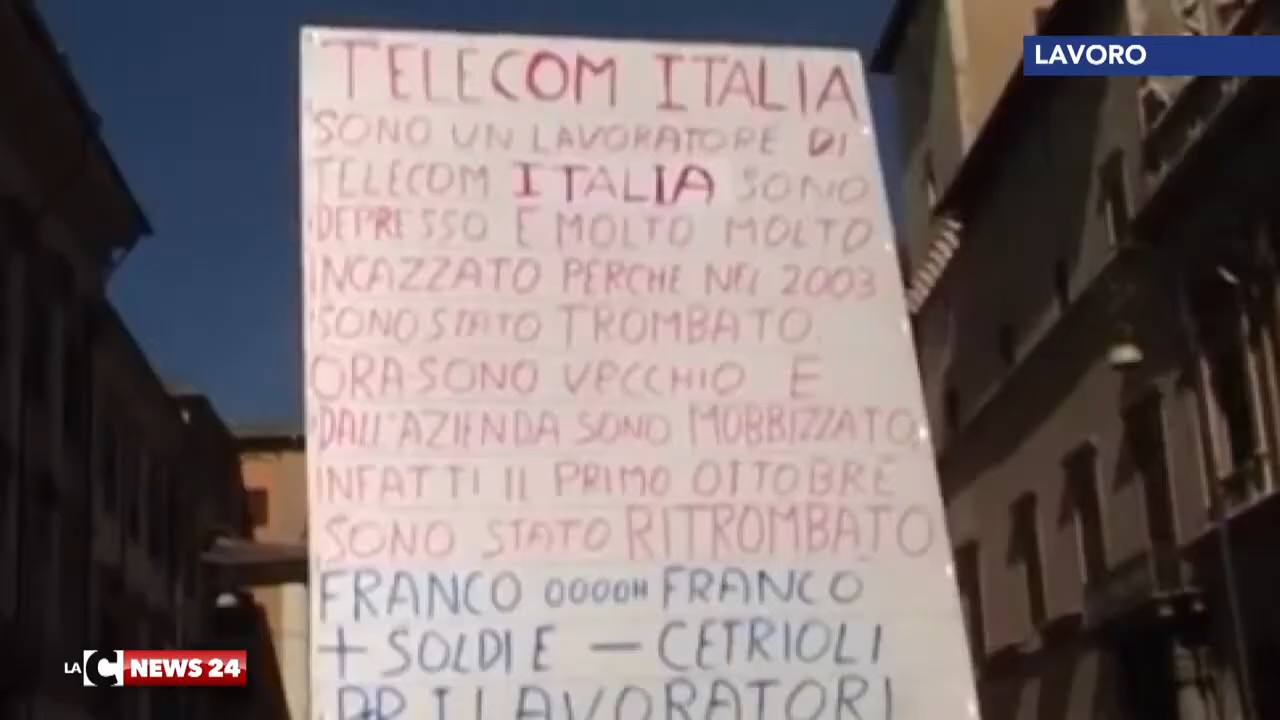 LAVORO
TELECOM ITALIA
SONO UN LAVORATORE DI
TELECOM ITALIA SONO
DEPRESSO E MOLTO MOLTO
INCAZZATO PERCHE NEL 2003
SONO STATO TROMBATO.
ORA SONO VECCHIO E
DALL'AZIENDA SONO MOBBIZZATO,
INFATTI IL PRIMO OTTOBRE
SONO STATO RITROMBATO
FRANCO OOOOH FRANCO
+ SOLDI E — CETRIOLI
PR I LAVORATORI
LA C NEWS 24